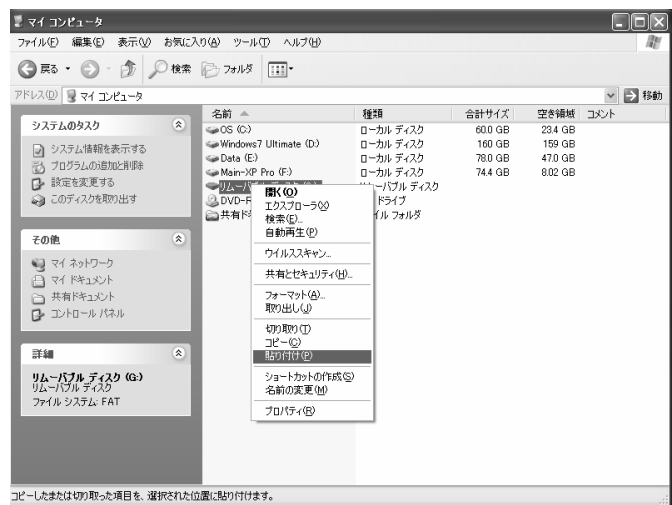 マイ コンピュータ
ファイル(F) 編集(E) 表示(V) お気に入り(A) ツール(T) ヘルプ(H)
戻る 検索 フォルダ
アドレス(D) マイ コンピュータ 移動
システムのタスク
システム情報を表示する
プログラムの追加と削除
設定を変更する
このディスクを取り出す
その他
マイ ネットワーク
マイ ドキュメント
共有ドキュメント
コントロール パネル
詳細
リムーバブル ディスク (G:)
リムーバブル ディスク
ファイル システム: FAT
名前 種類 合計サイズ 空き領域 コメント
OS (C:) ローカル ディスク 60.0 GB 23.4 GB
Windows7 Ultimate (D:) ローカル ディスク 160 GB 159 GB
Data (E:) ローカル ディスク 78.0 GB 47.0 GB
Main-XP Pro (F:) ローカル ディスク 74.4 GB 8.02 GB
ディスク
DVD-R ドライブ
共有ド フォルダ
開く(O)
エクスプローラ(X)
検索(E)...
自動再生(P)
ウイルススキャン...
共有とセキュリティ(H)...
フォーマット(A)...
取り出し(J)
切り取り(T)
コピー(C)
貼り付け(P)
ショートカットの作成(S)
名前の変更(M)
プロパティ(R)
コピーしたまたは切り取った項目を、選択された位置に貼り付けます。